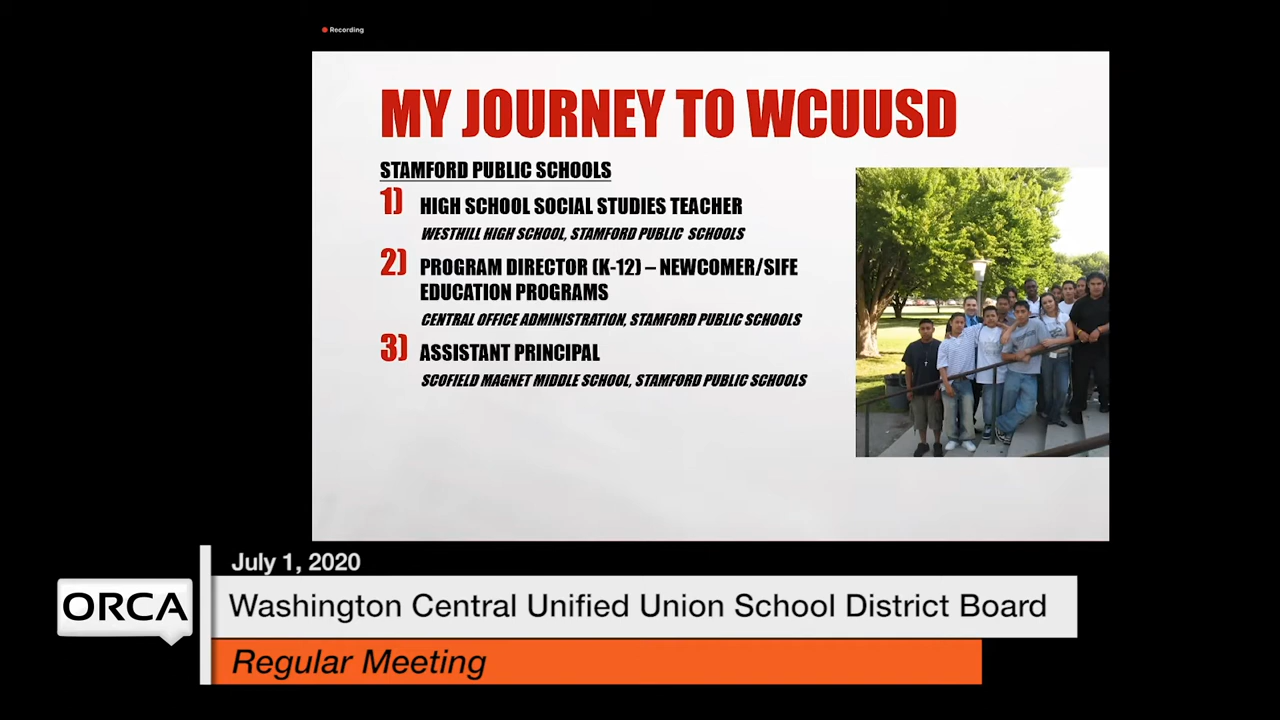 Recording
MY JOURNEY TO WCUUSD
STAMFORD PUBLIC SCHOOLS
1) HIGH SCHOOL SOCIAL STUDIES TEACHER
WESTHILL HIGH SCHOOL, STAMFORD PUBLIC SCHOOLS
2) PROGRAM DIRECTOR (K-12) – NEWCOMER/SIFE
EDUCATION PROGRAMS
CENTRAL OFFICE ADMINISTRATION, STAMFORD PUBLIC SCHOOLS
3) ASSISTANT PRINCIPAL
SCOFIELD MAGNET MIDDLE SCHOOL, STAMFORD PUBLIC SCHOOLS
July 1, 2020
ORCA
Washington Central Unified Union School District Board
Regular Meeting